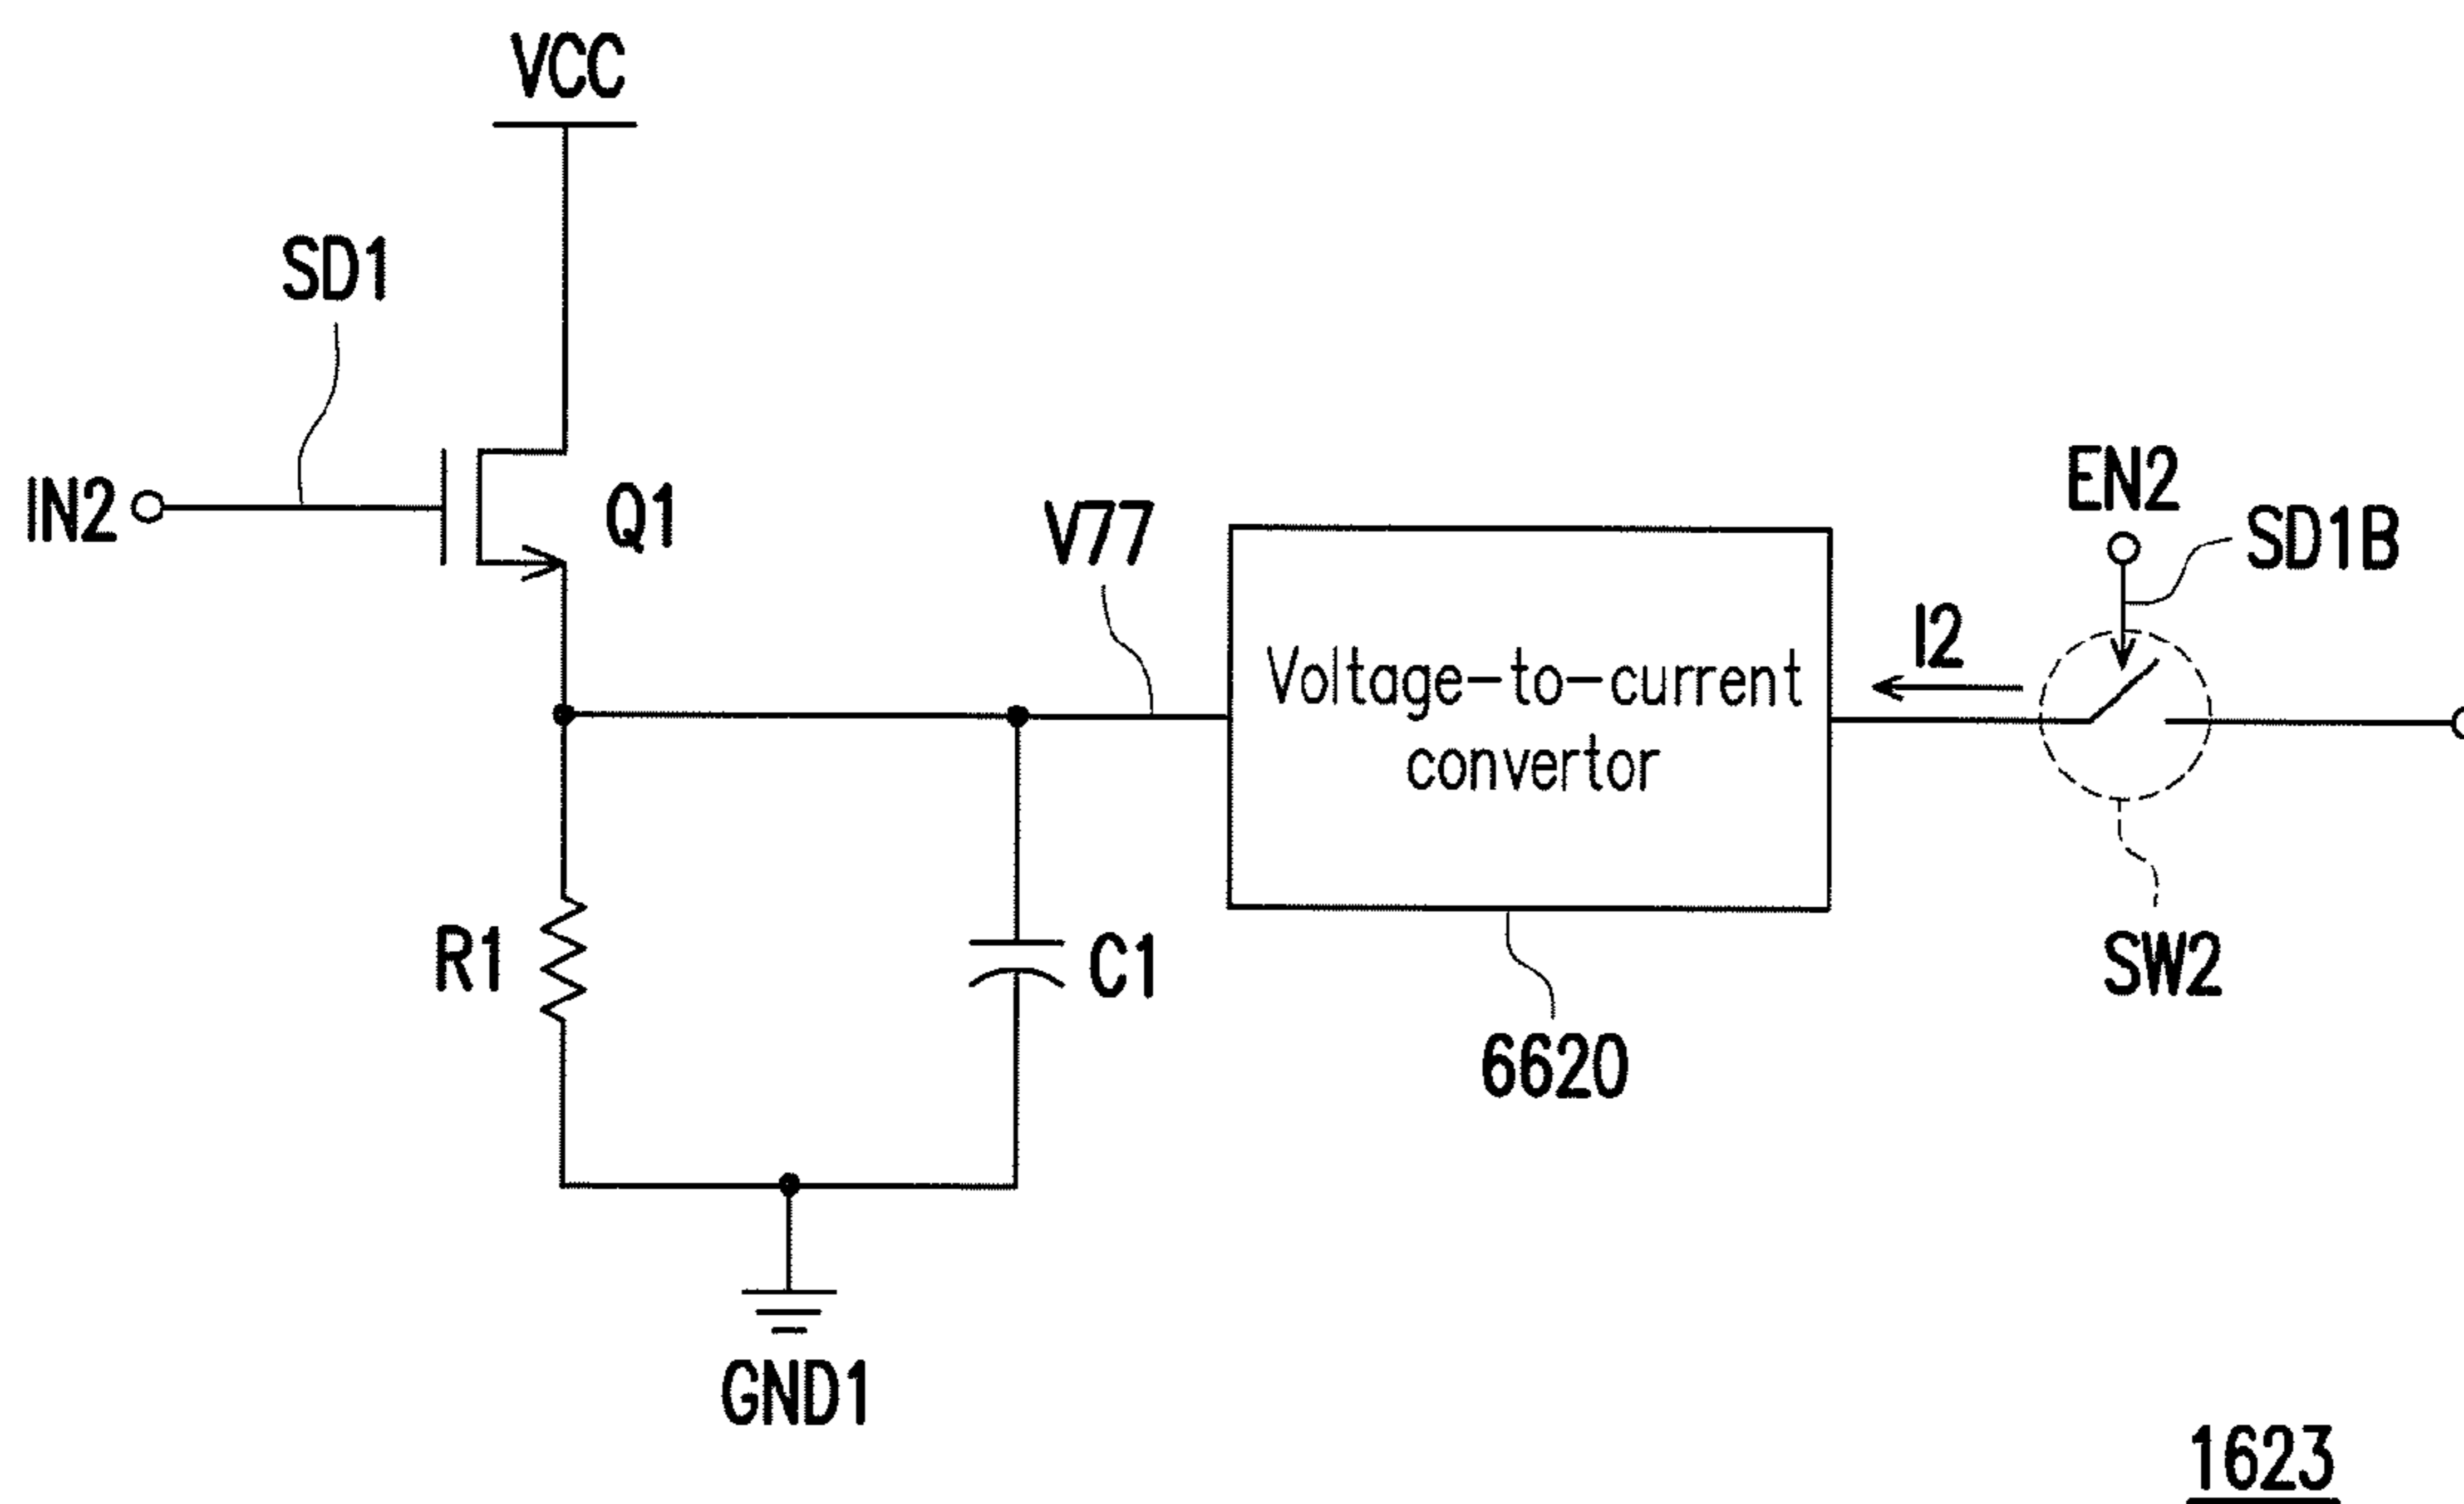 VCC
SD1
IN2
Q1
V77
EN2
SD1B
I2
Voltage-to-current
convertor
R1
C1
SW2
6620
GND1
1623